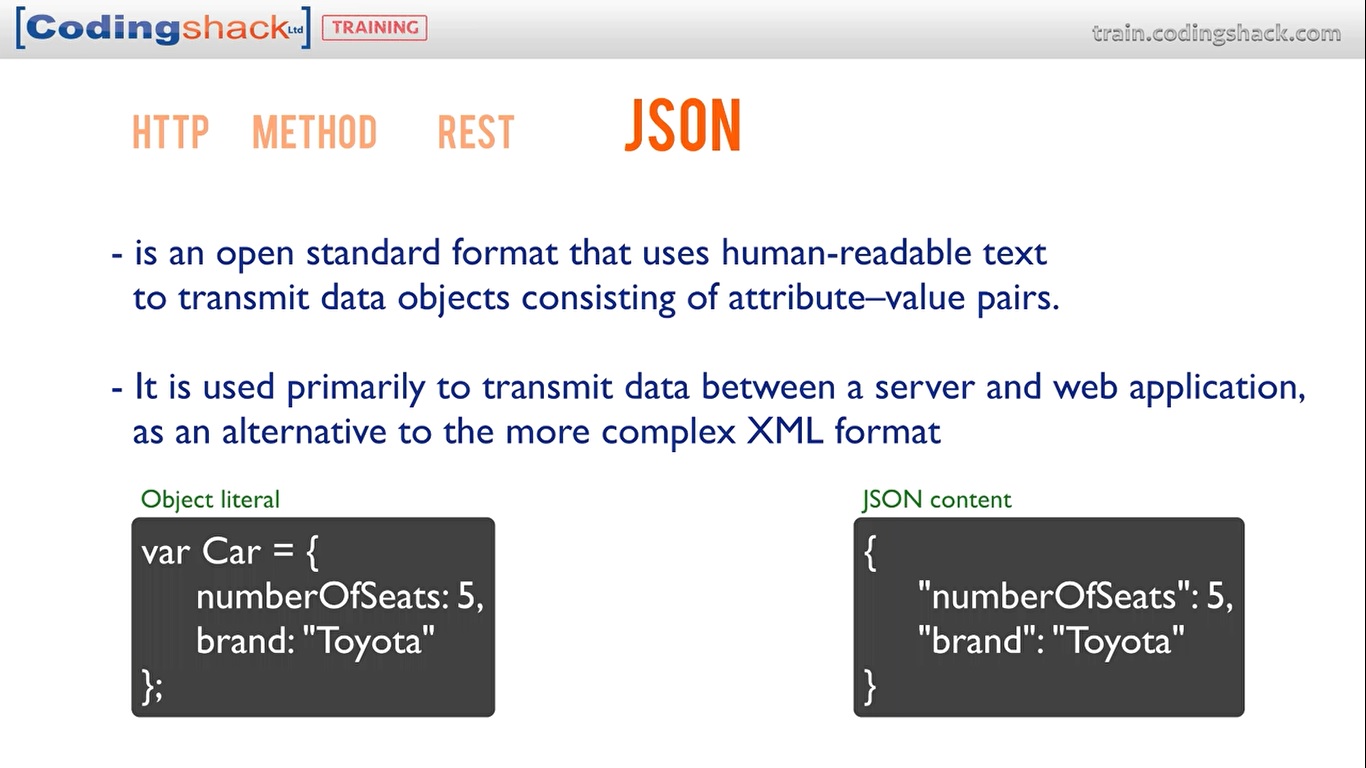 [Codingshack Ltd] TRAINING
train.codingshack.com
HTTP METHOD REST JSON
- is an open standard format that uses human-readable text
to transmit data objects consisting of attribute–value pairs.
- It is used primarily to transmit data between a server and web application,
as an alternative to the more complex XML format
Object literal
var Car = {
numberOfSeats: 5,
brand: "Toyota"
};
JSON content
{
"numberOfSeats": 5,
"brand": "Toyota"
}